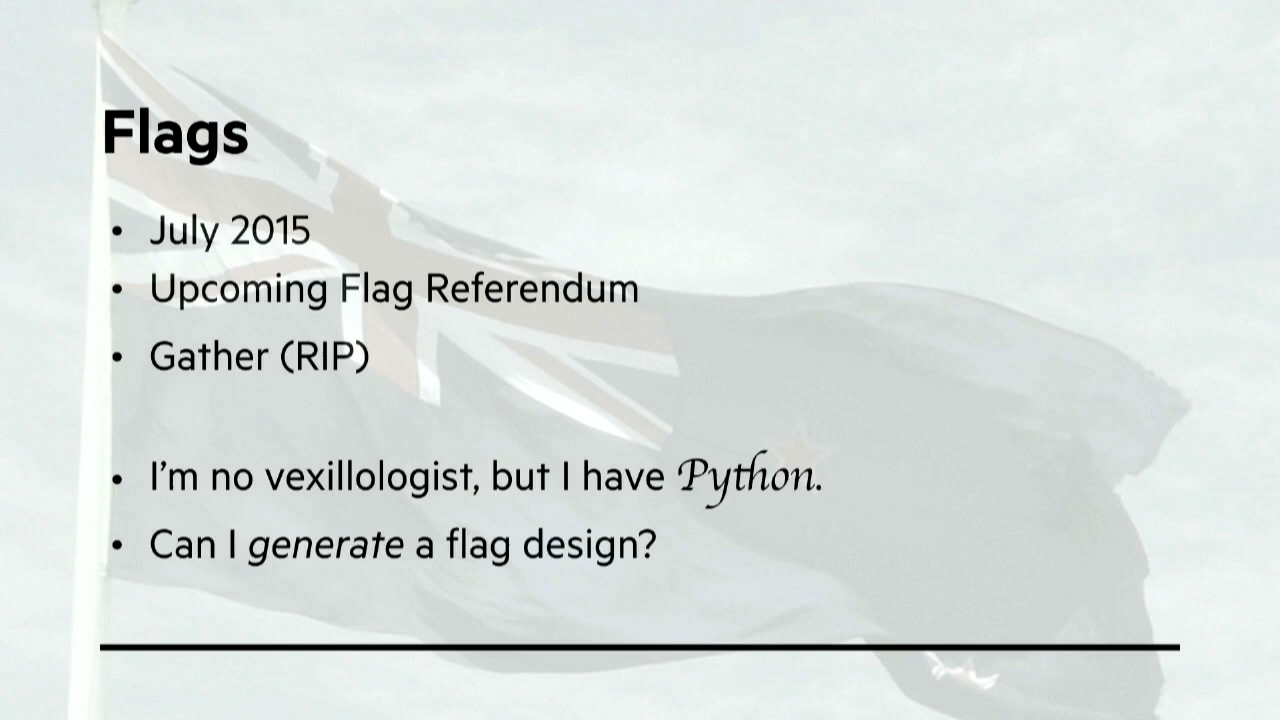 Flags
• July 2015
• Upcoming Flag Referendum
• Gather (RIP)
• I’m no vexillologist, but I have Python.
• Can I generate a flag design?